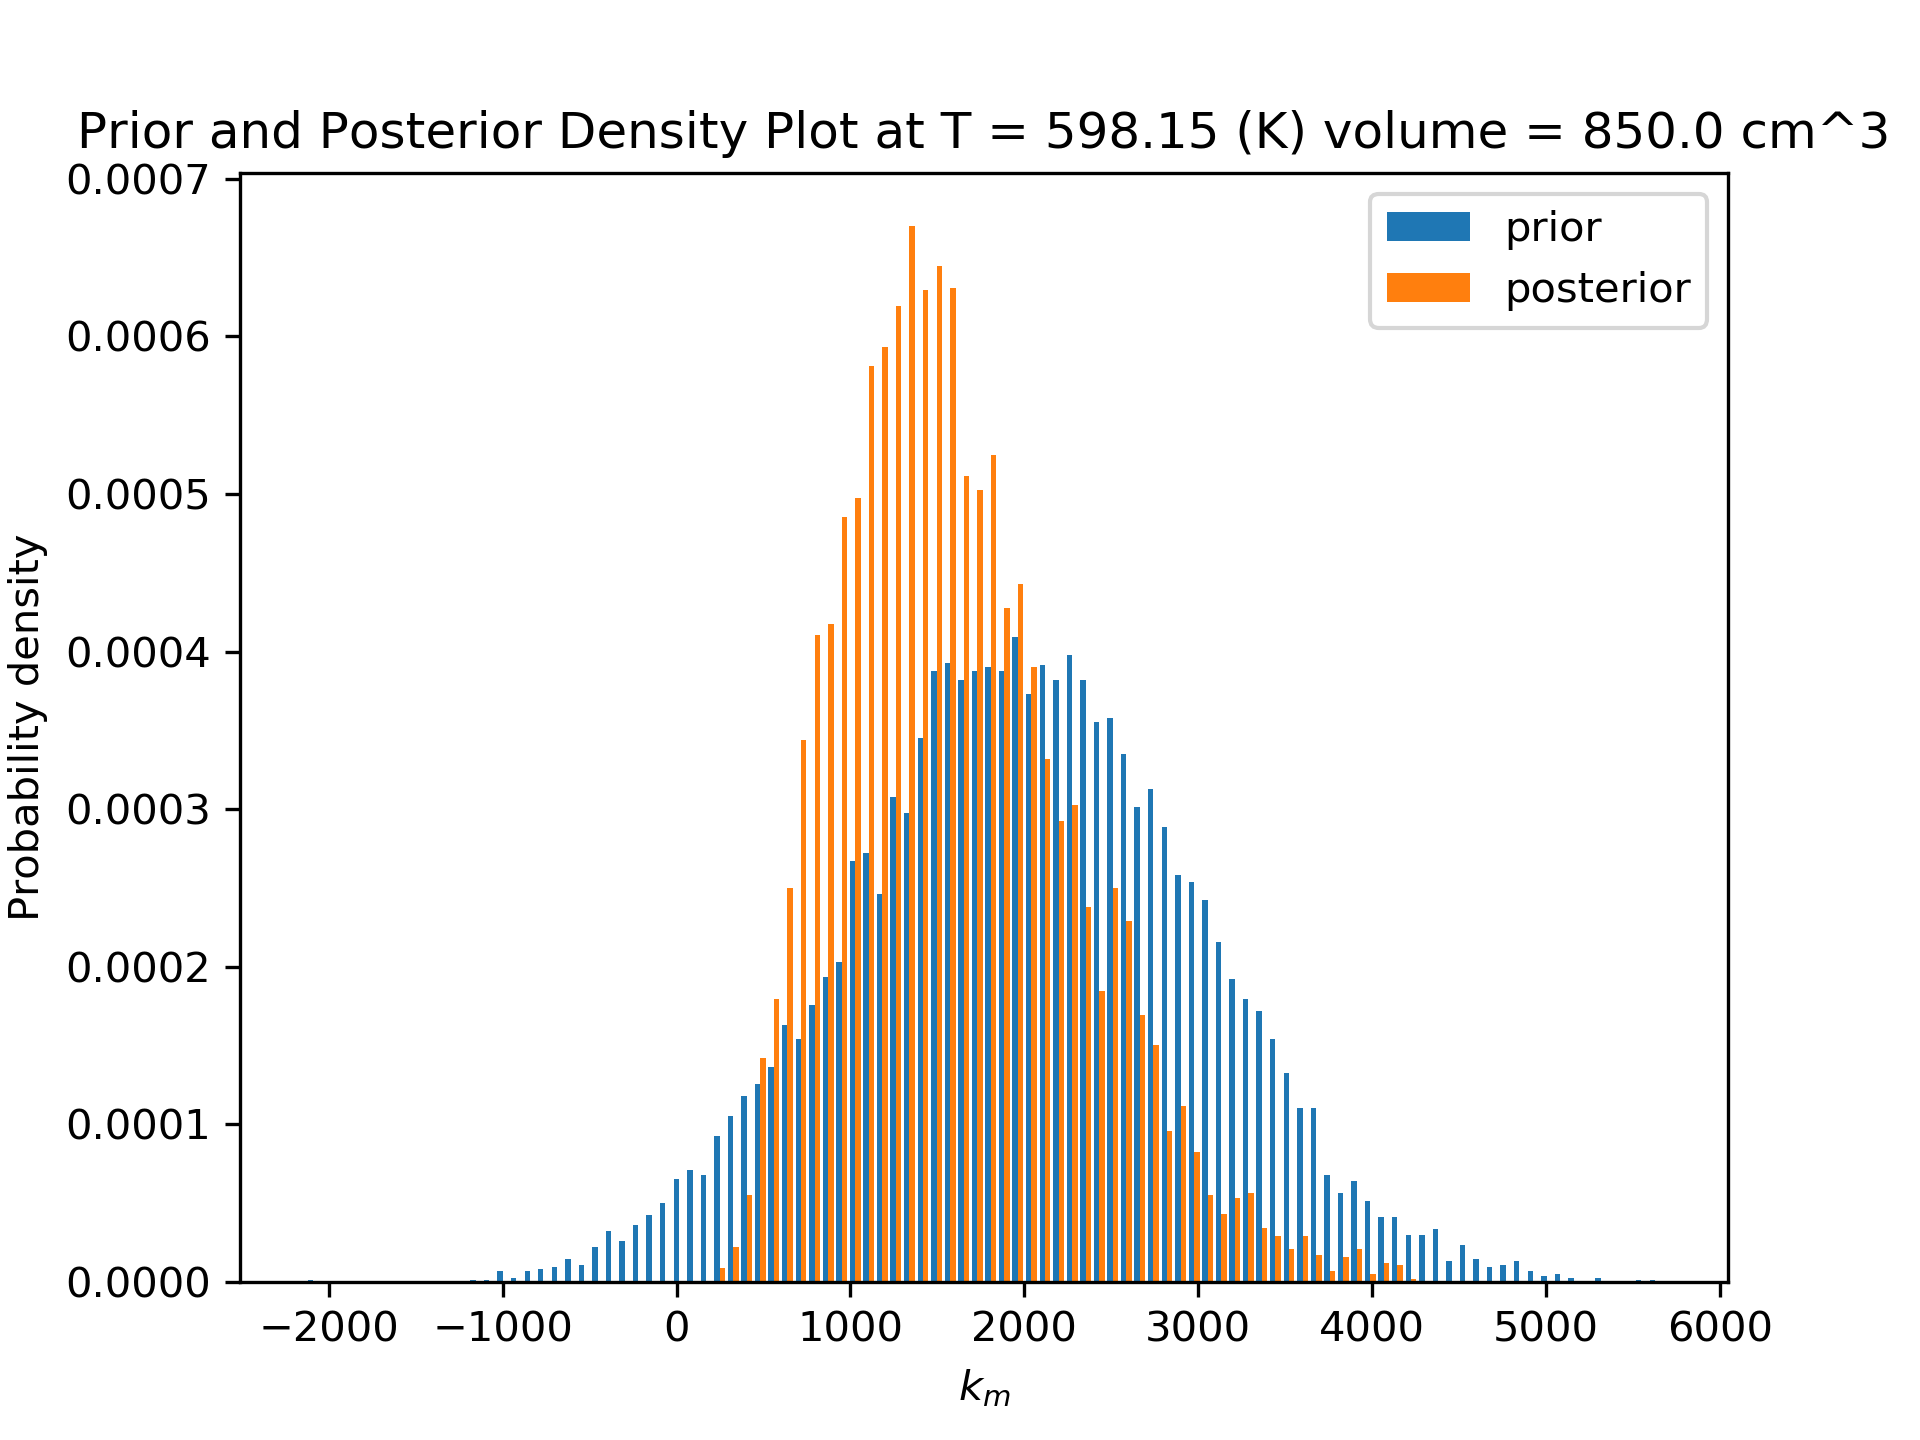 Prior and Posterior Density Plot at T = 598.15 (K) volume = 850.0 cm^3
prior
posterior
Probability density
0.0007
0.0006
0.0005
0.0004
0.0003
0.0002
0.0001
0.0000
−2000 −1000 0 1000 2000 3000 4000 5000 6000
k_m